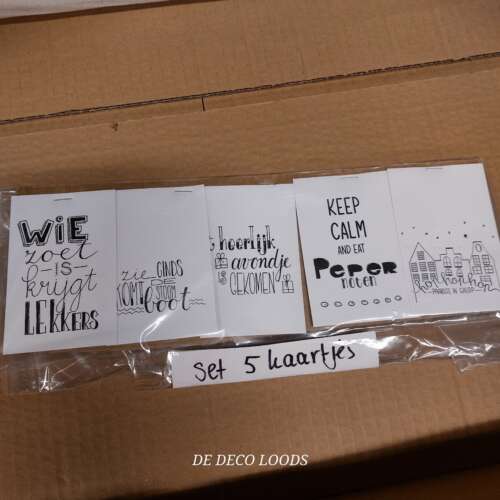 WiE
zoet
IS
krijgt
LEKKERS
zie GINDS
KOMT DE STOOM
boot
heerlijk
avondje
IS
GEKOMEN
KEEP
CALM
AND EAT
PEPER
NOTEN
set 5 kaartjes
DE DECO LOODS